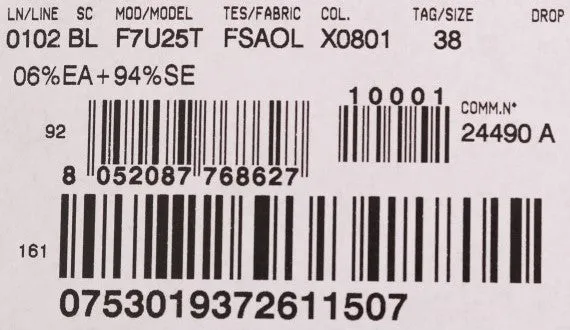 LN/LINE SC MOD/MODEL TES/FABRIC COL. TAG/SIZE DROP
0102 BL F7U25T FSAOL X0801 38
06%EA+94%SE
10001 COMM.N°
92 24490 A
8 052087 768627
161
0753019372611507